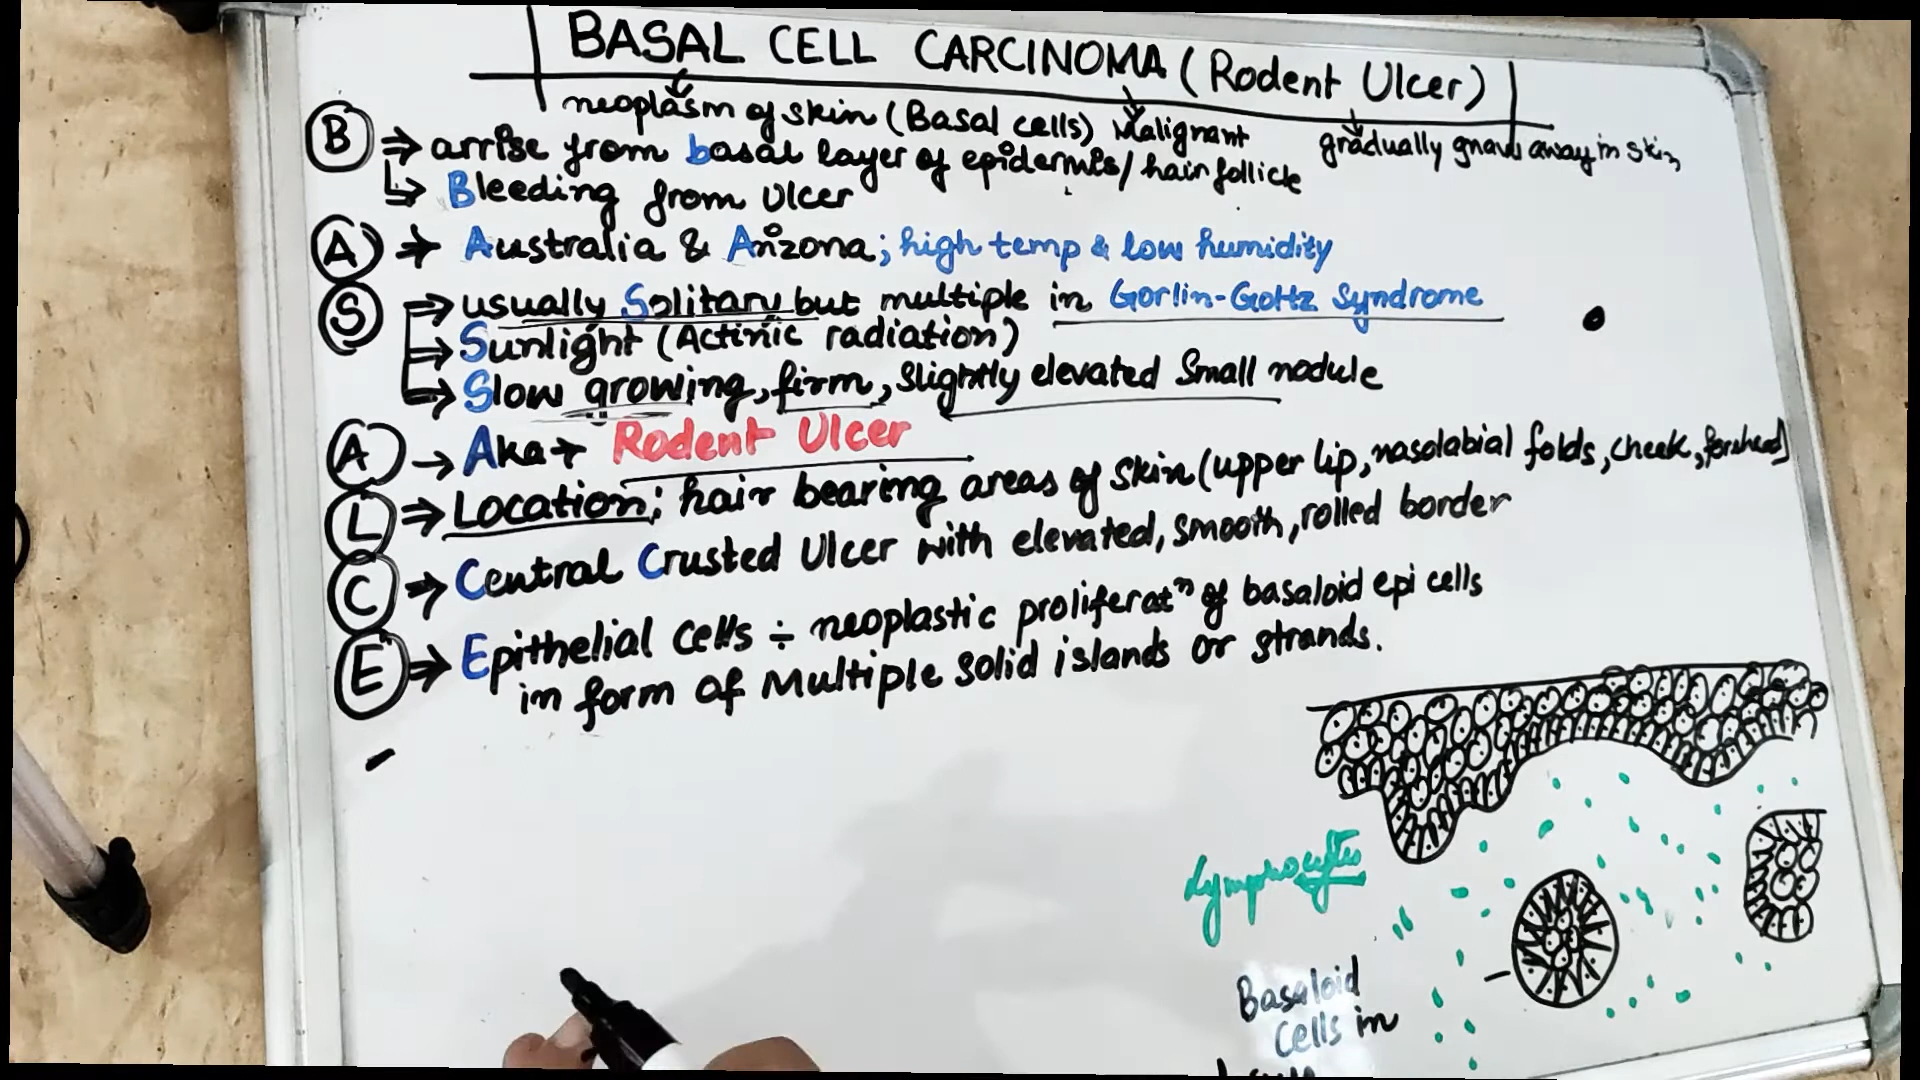 BASAL CELL CARCINOMA (Rodent Ulcer)
neoplasm of skin (Basal cells) Malignant gradually gnaw away in skin
B ⇒ arrise from basal layer of epidermis/hair follicle
↳ Bleeding from Ulcer
A → Australia & Arizona; high temp & low humidity
S ⇒ usually Solitary but multiple in Gorlin-Goltz Syndrome
⇒ Sunlight (Actinic radiation)
⇒ Slow growing, firm, slightly elevated small nodule
A → Aka → Rodent Ulcer
L ⇒ Location: hair bearing areas of skin (upper lip, nasolabial folds, cheek, forehead)
C → Central Crusted Ulcer with elevated, smooth, rolled border
E ⇒ Epithelial cells ÷ neoplastic proliferatⁿ of basaloid epi cells
in form of Multiple solid islands or strands.
Lymphocytes
Basaloid
Cells in